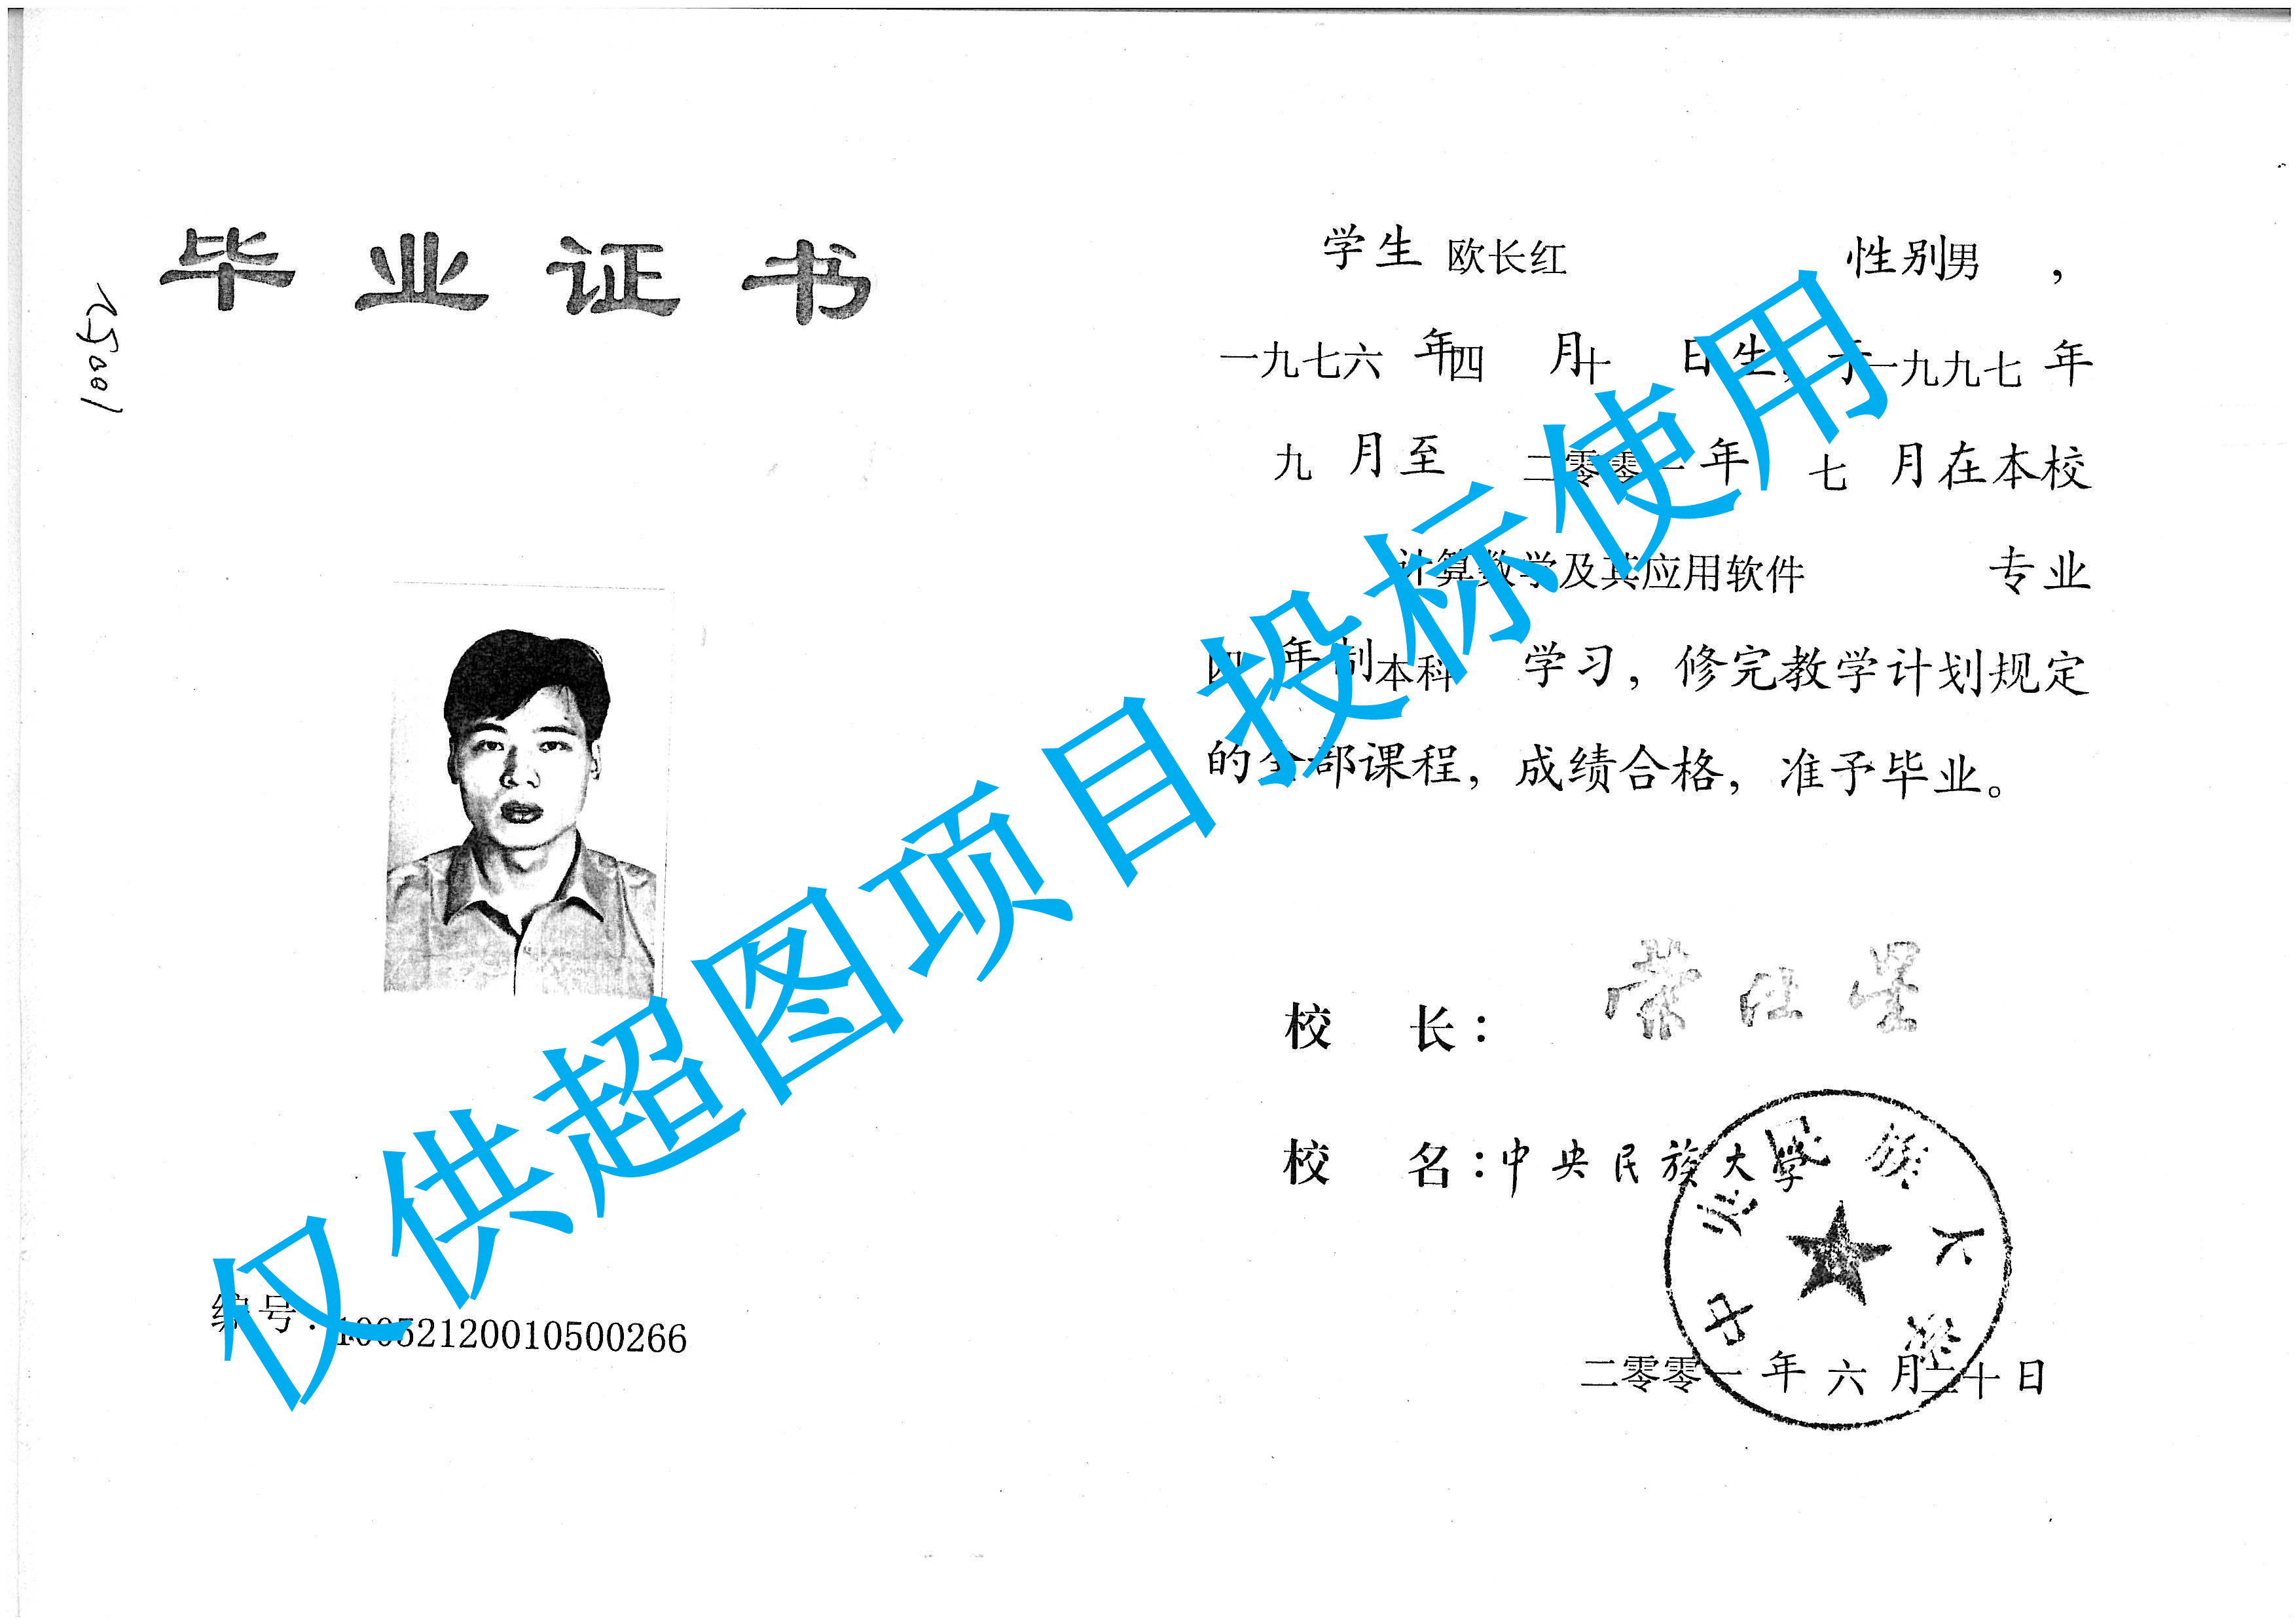 毕业证书
25001
编号:10052120010500266
学生 欧长红 性别男 ,
一九七六 年四 月十 日生, 于一九九七 年
九 月至 二零零一 年 七 月在本校
计算数学及其应用软件 专业
四 年制本科 学习, 修完教学计划规定
的全部课程, 成绩合格, 准予毕业。
校 长: 荣仕星
校 名: 中央民族大学
中央民族大学
二零零一 年 六 月二十日
仅供超图项目投标使用